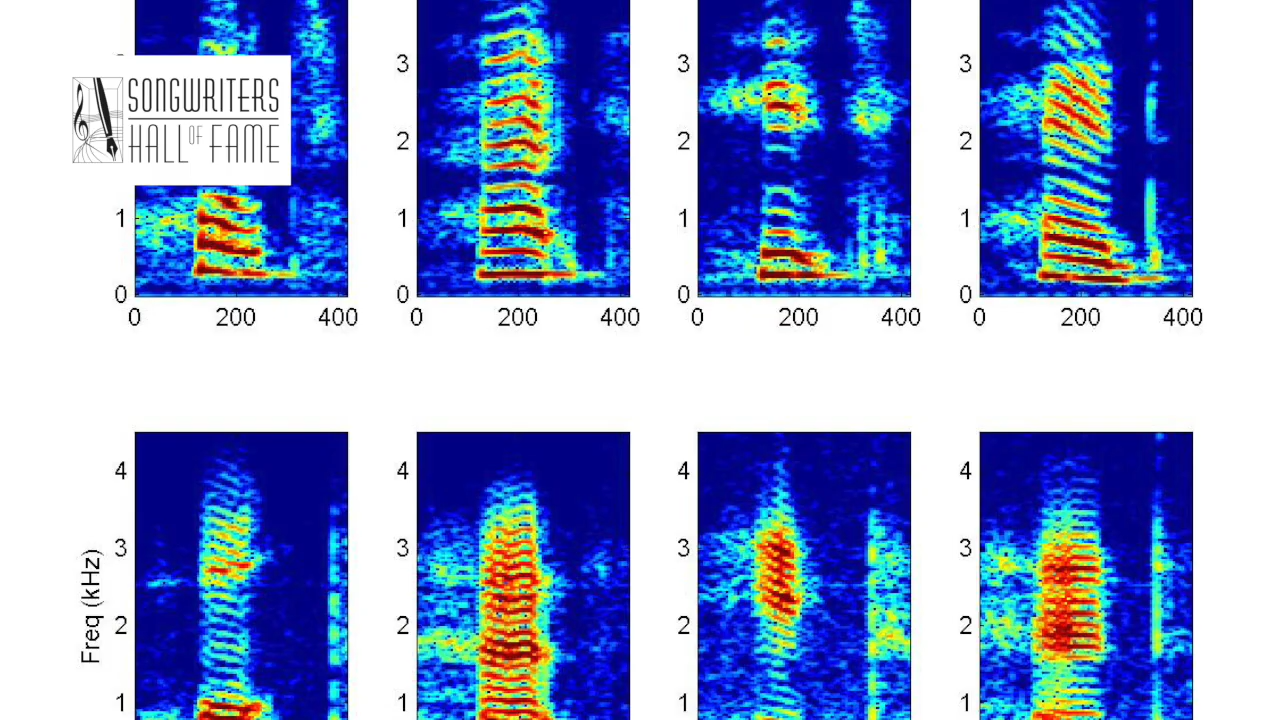 3 3 3
SONGWRITERS
HALL OF FAME
2 2 2
1 1 1 1
0 0 0 0
0 200 400 0 200 400 0 200 400 0 200 400
4 4 4 4
3 3 3 3
Freq (kHz)
2 2 2 2
1 1 1 1